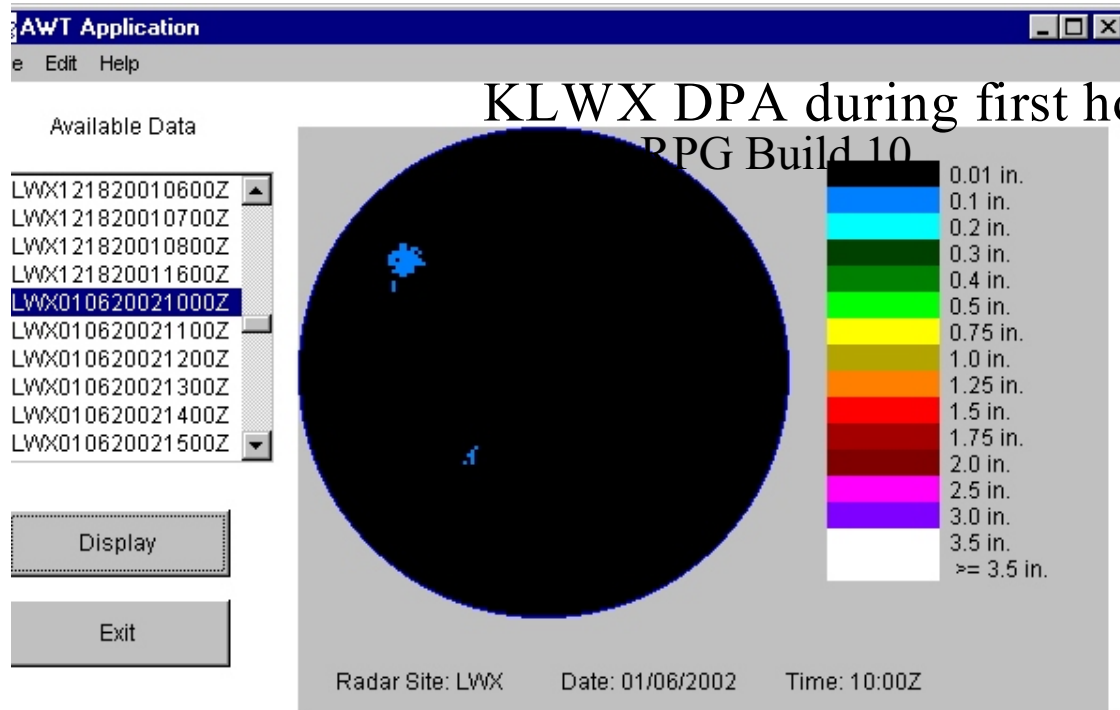 AWT Application
Edit Help
KLWX DPA during first
RPG Build 10
Available Data
LWX121820010600Z
LWX121820010700Z
LWX121820010800Z
LWX121820011600Z
LWX010620021000Z
LWX010620021100Z
LWX010620021200Z
LWX010620021300Z
LWX010620021400Z
LWX010620021500Z
Display
Exit
0.01 in.
0.1 in.
0.2 in.
0.3 in.
0.4 in.
0.5 in.
0.75 in.
1.0 in.
1.25 in.
1.5 in.
1.75 in.
2.0 in.
2.5 in.
3.0 in.
3.5 in.
>= 3.5 in.
Radar Site: LWX Date: 01/06/2002 Time: 10:00Z